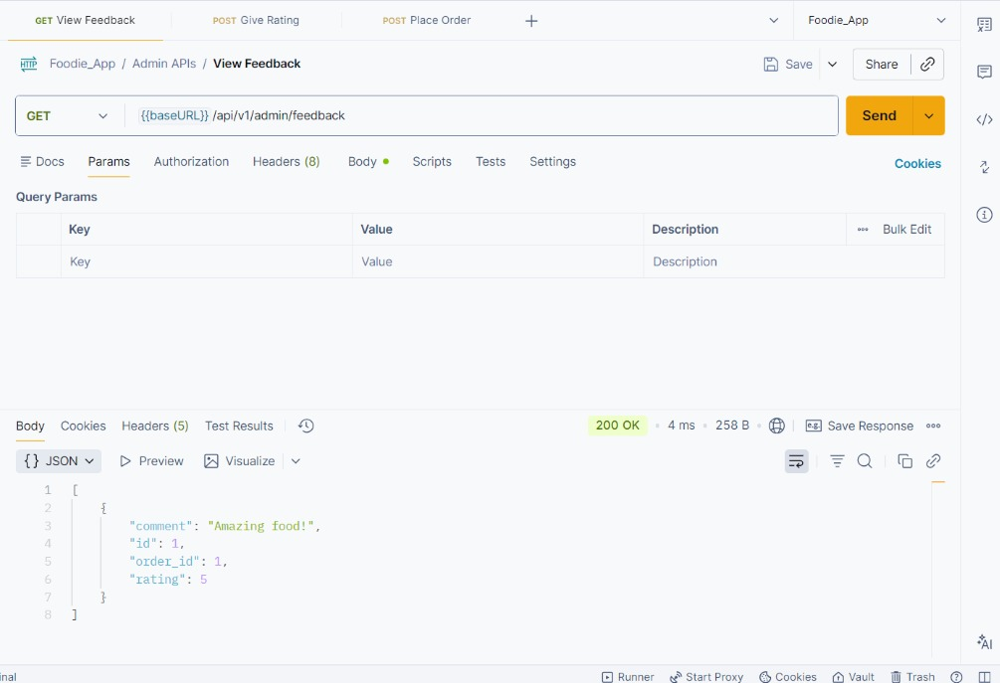 GET View Feedback POST Give Rating POST Place Order + Foodie_App
HTTP Foodie_App / Admin APIs / View Feedback Save Share
GET {{baseURL}} /api/v1/admin/feedback Send
Docs Params Authorization Headers (8) Body Scripts Tests Settings Cookies
Query Params
Key Value Description Bulk Edit
Key Value Description
Body Cookies Headers (5) Test Results 200 OK • 4 ms • 258 B • e.g. Save Response
{} JSON Preview Visualize
1 [
2 {
3 "comment": "Amazing food!",
4 "id": 1,
5 "order_id": 1,
6 "rating": 5
7 }
8 ]
AI
nal Runner Start Proxy Cookies Vault Trash